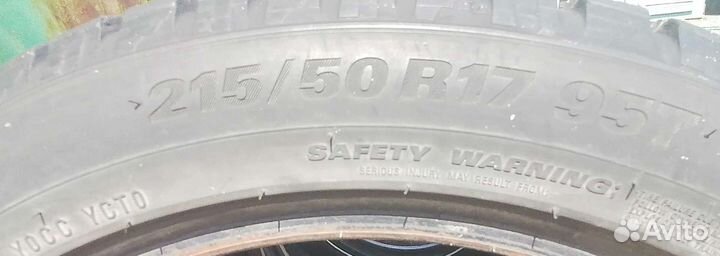 215/50 R17 95T
SAFETY WARNING:
SERIOUS INJURY MAY RESULT FROM:
YOCC YCTO
Avito